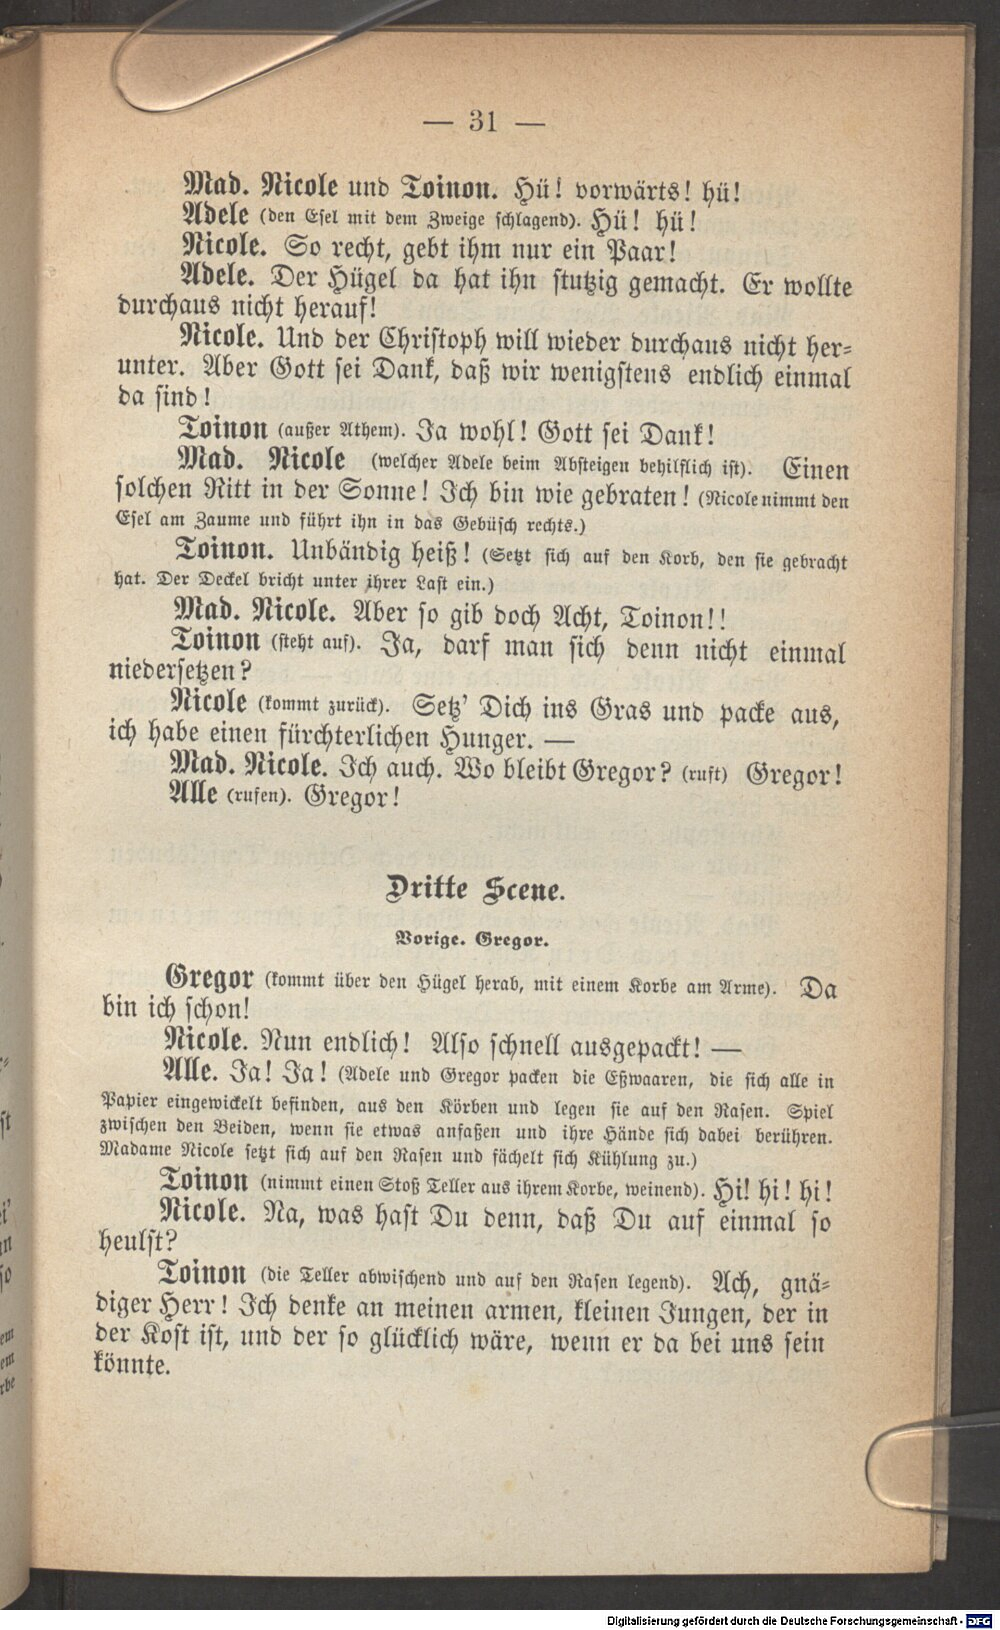 — 31 —
Mad. Nicole und Toinon. Hü! vorwärts! hü!
Adele (den Esel mit dem Zweige schlagend). Hü! hü!
Nicole. So recht, gebt ihm nur ein Paar!
Adele. Der Hügel da hat ihn stutzig gemacht. Er wollte
durchaus nicht herauf!
Nicole. Und der Christoph will wieder durchaus nicht her-
unter. Aber Gott sei Dank, daß wir wenigstens endlich einmal
da sind!
Toinon (außer Athem). Ja wohl! Gott sei Dank!
Mad. Nicole (welcher Adele beim Absteigen behilflich ist). Einen
solchen Ritt in der Sonne! Ich bin wie gebraten! (Nicole nimmt den
Esel am Zaume und führt ihn in das Gebüsch rechts.)
Toinon. Unbändig heiß! (Setzt sich auf den Korb, den sie gebracht
hat. Der Deckel bricht unter ihrer Last ein.)
Mad. Nicole. Aber so gib doch Acht, Toinon!!
Toinon (steht auf). Ja, darf man sich denn nicht einmal
niedersetzen?
Nicole (kommt zurück). Setz' Dich ins Gras und packe aus,
ich habe einen fürchterlichen Hunger. —
Mad. Nicole. Ich auch. Wo bleibt Gregor? (ruft) Gregor!
Alle (rufen). Gregor!
Dritte Scene.
Vorige. Gregor.
Gregor (kommt über den Hügel herab, mit einem Korbe am Arme). Da
bin ich schon!
Nicole. Nun endlich! Also schnell ausgepackt! —
Alle. Ja! Ja! (Adele und Gregor packen die Eßwaaren, die sich alle in
Papier eingewickelt befinden, aus den Körben und legen sie auf den Rasen. Spiel
zwischen den Beiden, wenn sie etwas anfaßen und ihre Hände sich dabei berühren.
Madame Nicole setzt sich auf den Rasen und fächelt sich Kühlung zu.)
Toinon (nimmt einen Stoß Teller aus ihrem Korbe, weinend). Hi! hi! hi!
Nicole. Na, was hast Du denn, daß Du auf einmal so
heulst?
Toinon (die Teller abwischend und auf den Rasen legend). Ach, gnä-
diger Herr! Ich denke an meinen armen, kleinen Jungen, der in
der Kost ist, und der so glücklich wäre, wenn er da bei uns sein
könnte.
Digitalisierung gefördert durch die Deutsche Forschungsgemeinschaft - DFG